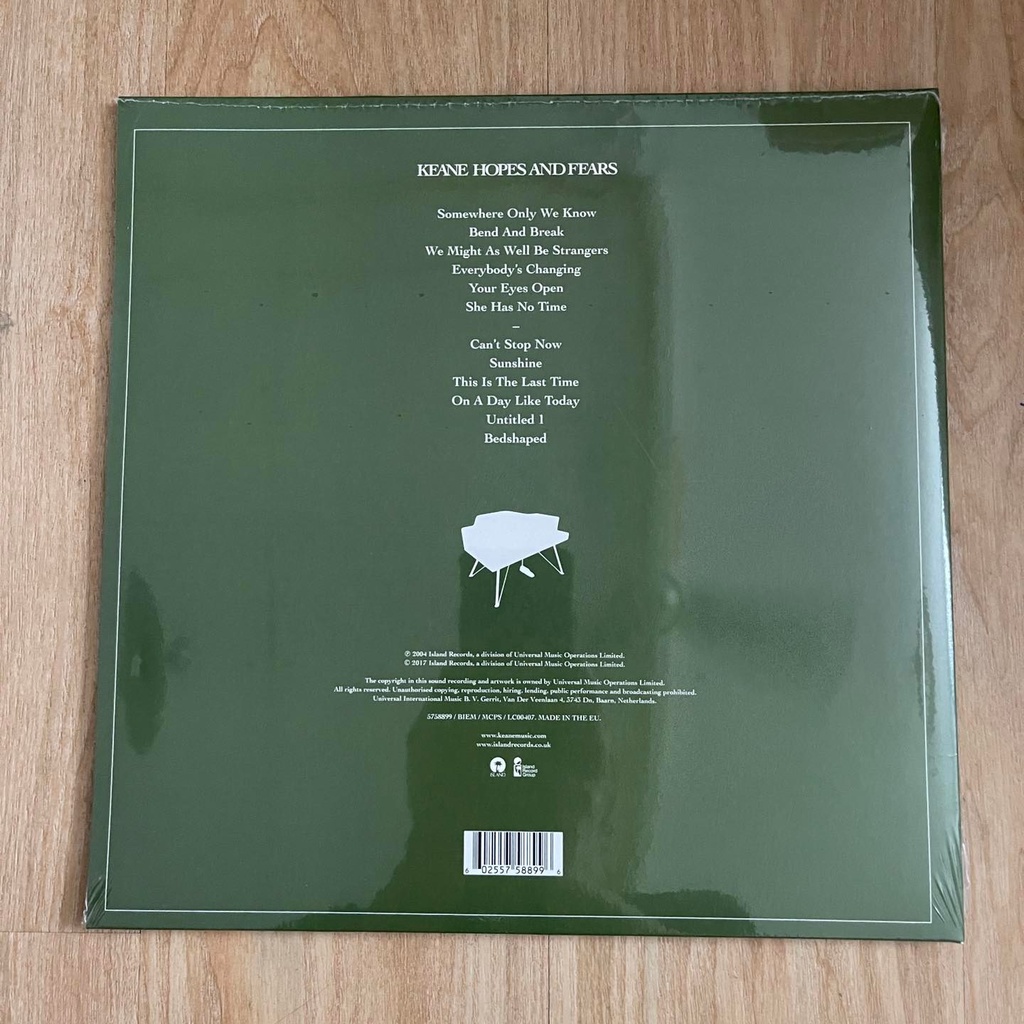 KEANE HOPES AND FEARS
Somewhere Only We Know
Bend And Break
We Might As Well Be Strangers
Everybody's Changing
Your Eyes Open
She Has No Time
–
Can't Stop Now
Sunshine
This Is The Last Time
On A Day Like Today
Untitled 1
Bedshaped
℗ 2004 Island Records, a division of Universal Music Operations Limited.
© 2017 Island Records, a division of Universal Music Operations Limited.
The copyright in this sound recording and artwork is owned by Universal Music Operations Limited.
All rights reserved. Unauthorised copying, reproduction, hiring, lending, public performance and broadcasting prohibited.
Universal International Music B. V. Gerrit, Van Der Veenlaan 4, 3743 Dn, Baarn, Netherlands.
5758899 / BIEM / MCPS / LC00407. MADE IN THE EU.
www.keanemusic.com
www.islandrecords.co.uk
ISLAND
Island
Record
Group
6 02557 58899 6